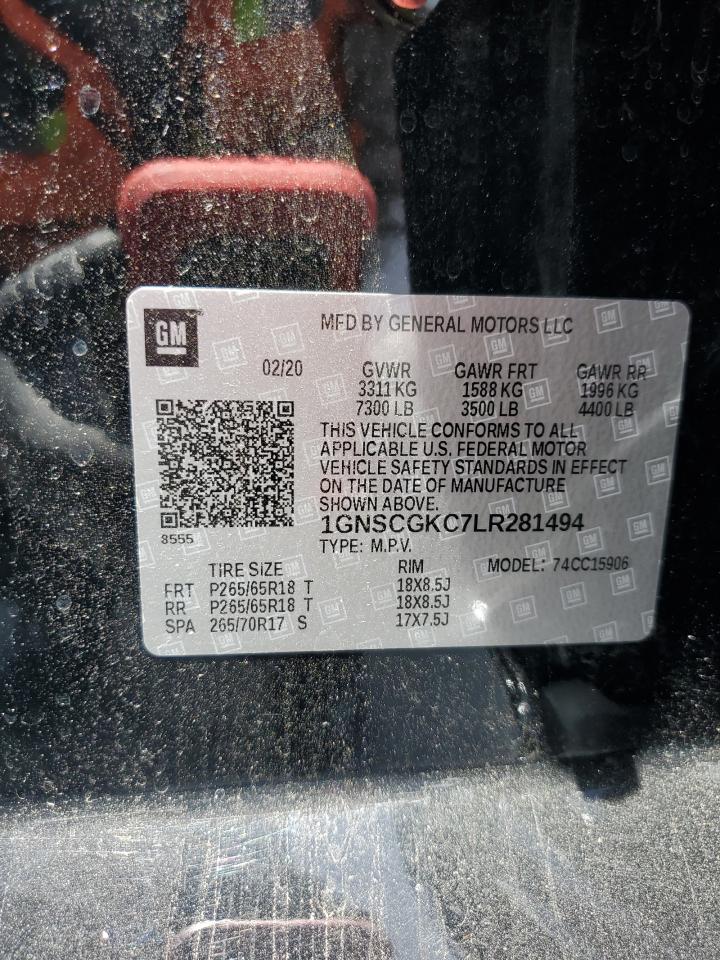 GM
MFD BY GENERAL MOTORS LLC
02/20 GVWR GAWR FRT GAWR RR
3311 KG 1588 KG 1996 KG
7300 LB 3500 LB 4400 LB
THIS VEHICLE CONFORMS TO ALL
APPLICABLE U.S. FEDERAL MOTOR
VEHICLE SAFETY STANDARDS IN EFFECT
ON THE DATE OF MANUFACTURE
SHOWN ABOVE.
8555
1GNSCGKC7LR281494
TYPE: M.P.V.
TIRE SIZE RIM MODEL: 74CC15906
FRT P265/65R18 T 18X8.5J
RR P265/65R18 T 18X8.5J
SPA 265/70R17 S 17X7.5J